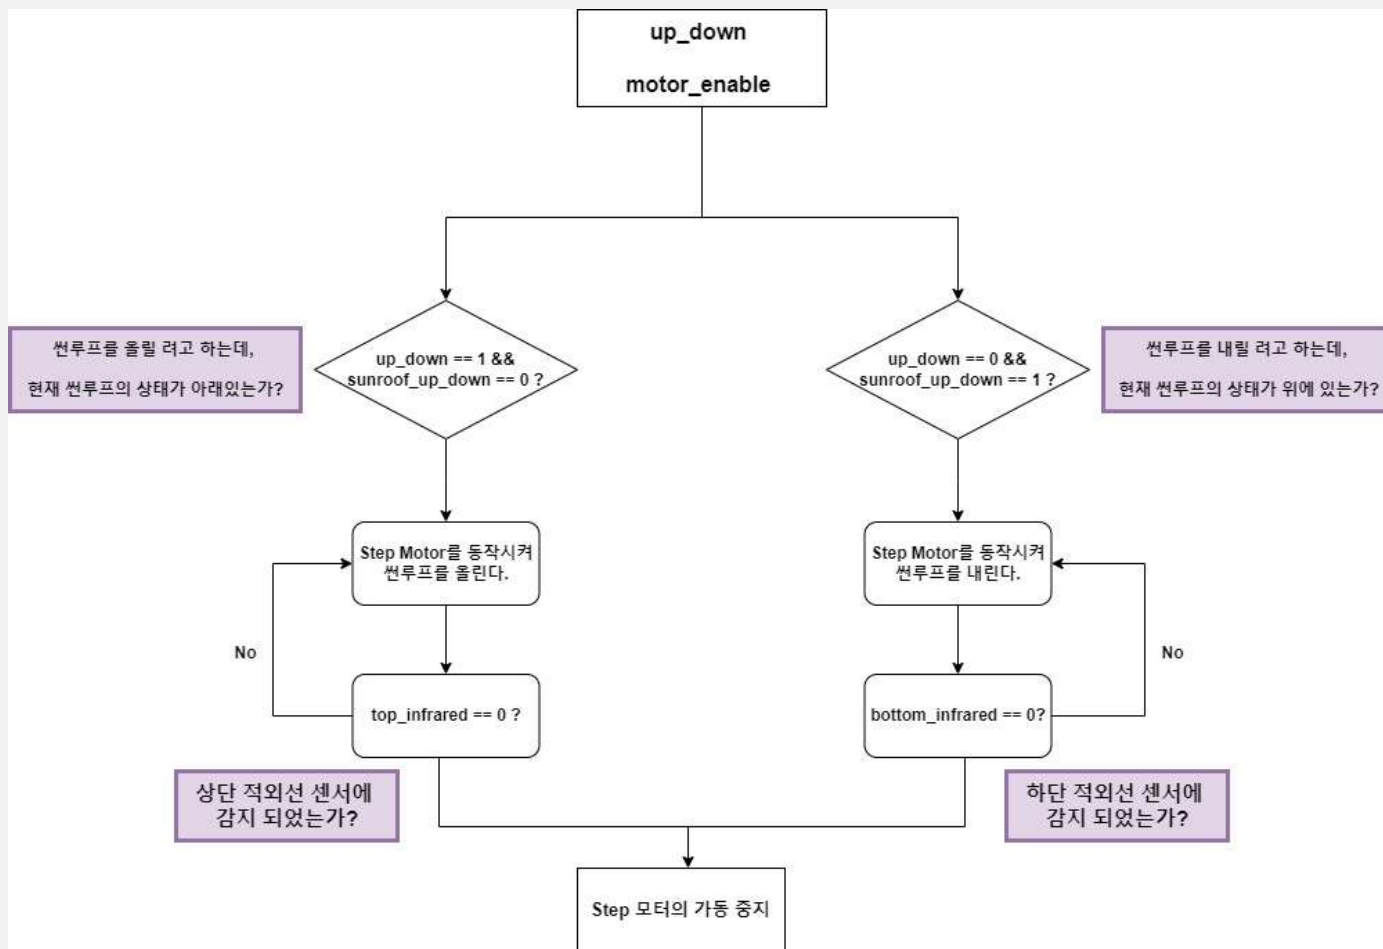 up_down
motor_enable
썬루프를 올릴 려고 하는데,
현재 썬루프의 상태가 아래있는가?
up_down == 1 &&
sunroof_up_down == 0 ?
up_down == 0 &&
sunroof_up_down == 1 ?
썬루프를 내릴 려고 하는데,
현재 썬루프의 상태가 위에 있는가?
Step Motor를 동작시켜
썬루프를 올린다.
Step Motor를 동작시켜
썬루프를 내린다.
No
No
top_infrared == 0 ?
bottom_infrared == 0?
상단 적외선 센서에
감지 되었는가?
하단 적외선 센서에
감지 되었는가?
Step 모터의 가동 중지